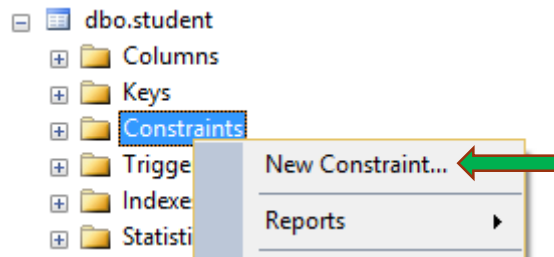 dbo.student
Columns
Keys
Constraints
Trigge
New Constraint...
Indexe
Reports
Statisti